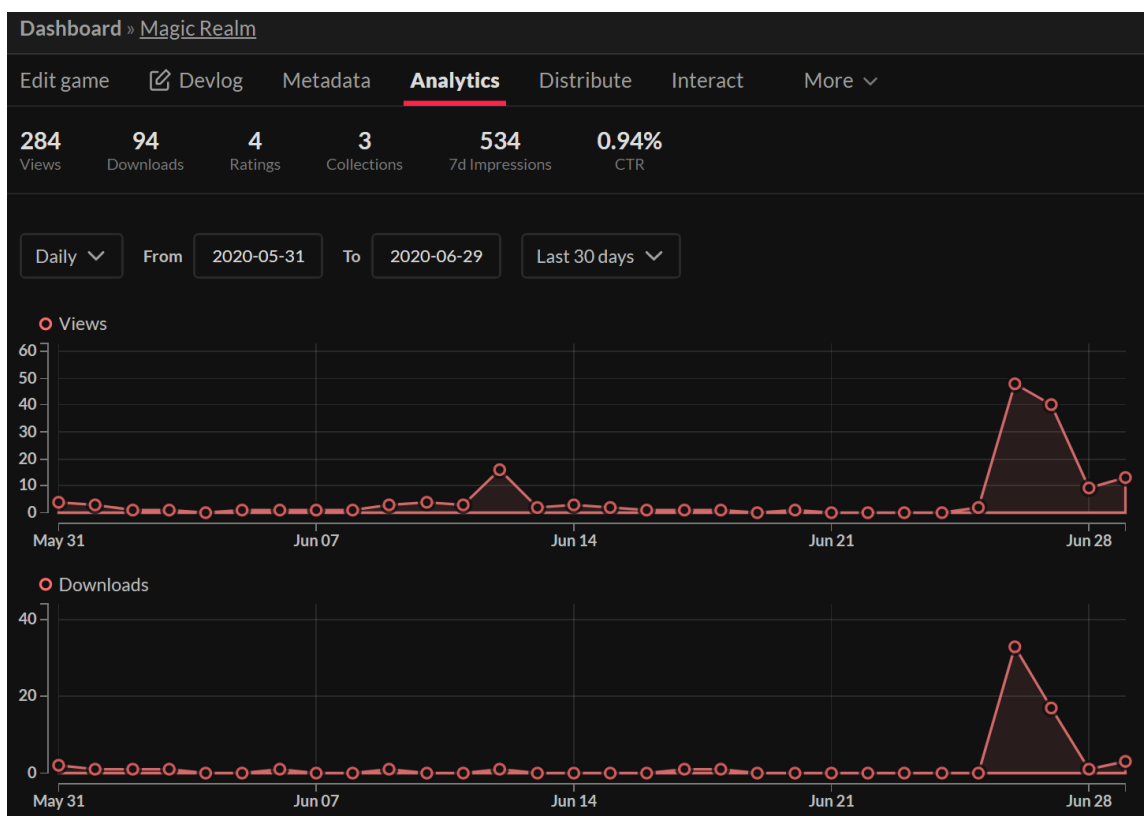 Dashboard » Magic Realm
Edit game Devlog Metadata Analytics Distribute Interact More
284 94 4 3 534 0.94%
Views Downloads Ratings Collections 7d Impressions CTR
Daily From 2020-05-31 To 2020-06-29 Last 30 days
Views
60
50
40
30
20
10
0
May 31 Jun 07 Jun 14 Jun 21 Jun 28
Downloads
40
20
0
May 31 Jun 07 Jun 14 Jun 21 Jun 28